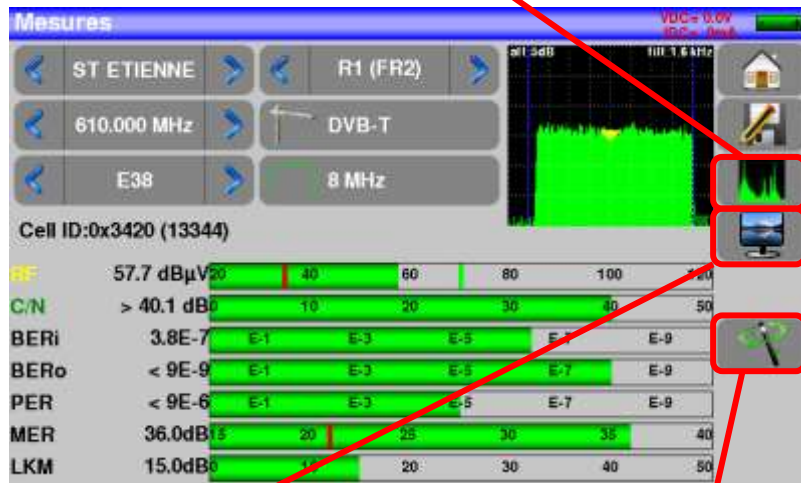 Mesures
VDC= 0.0V
IDC= 0mA
ST ETIENNE
R1 (FR2)
att 5dB
filt 1.6 kHz
610.000 MHz
DVB-T
E38
8 MHz
Cell ID:0x3420 (13344)
RF 57.7 dBµV 20 40 60 80 100 120
C/N > 40.1 dB 0 10 20 30 40 50
BERi 3.8E-7 E-1 E-3 E-5 E-7 E-9
BERo < 9E-9 E-1 E-3 E-5 E-7 E-9
PER < 9E-6 E-1 E-3 E-5 E-7 E-9
MER 36.0dB 15 20 25 30 35 40
LKM 15.0dB 0 10 20 30 40 50